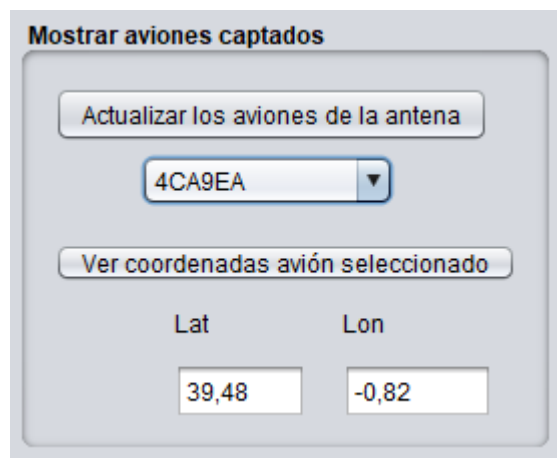 Mostrar aviones captados
Actualizar los aviones de la antena
4CA9EA
Ver coordenadas avión seleccionado
Lat Lon
39,48 -0,82